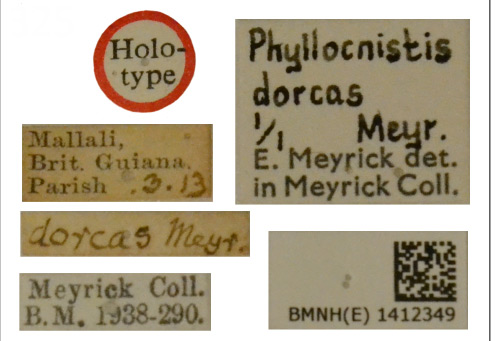 Holo-
type
Phyllocnistis
dorcas
1/1 Meyr.
E. Meyrick det.
in Meyrick Coll.
Mallali,
Brit. Guiana.
Parish .3.13
dorcas Meyr.
Meyrick Coll.
B.M. 1938-290.
BMNH(E) 1412349